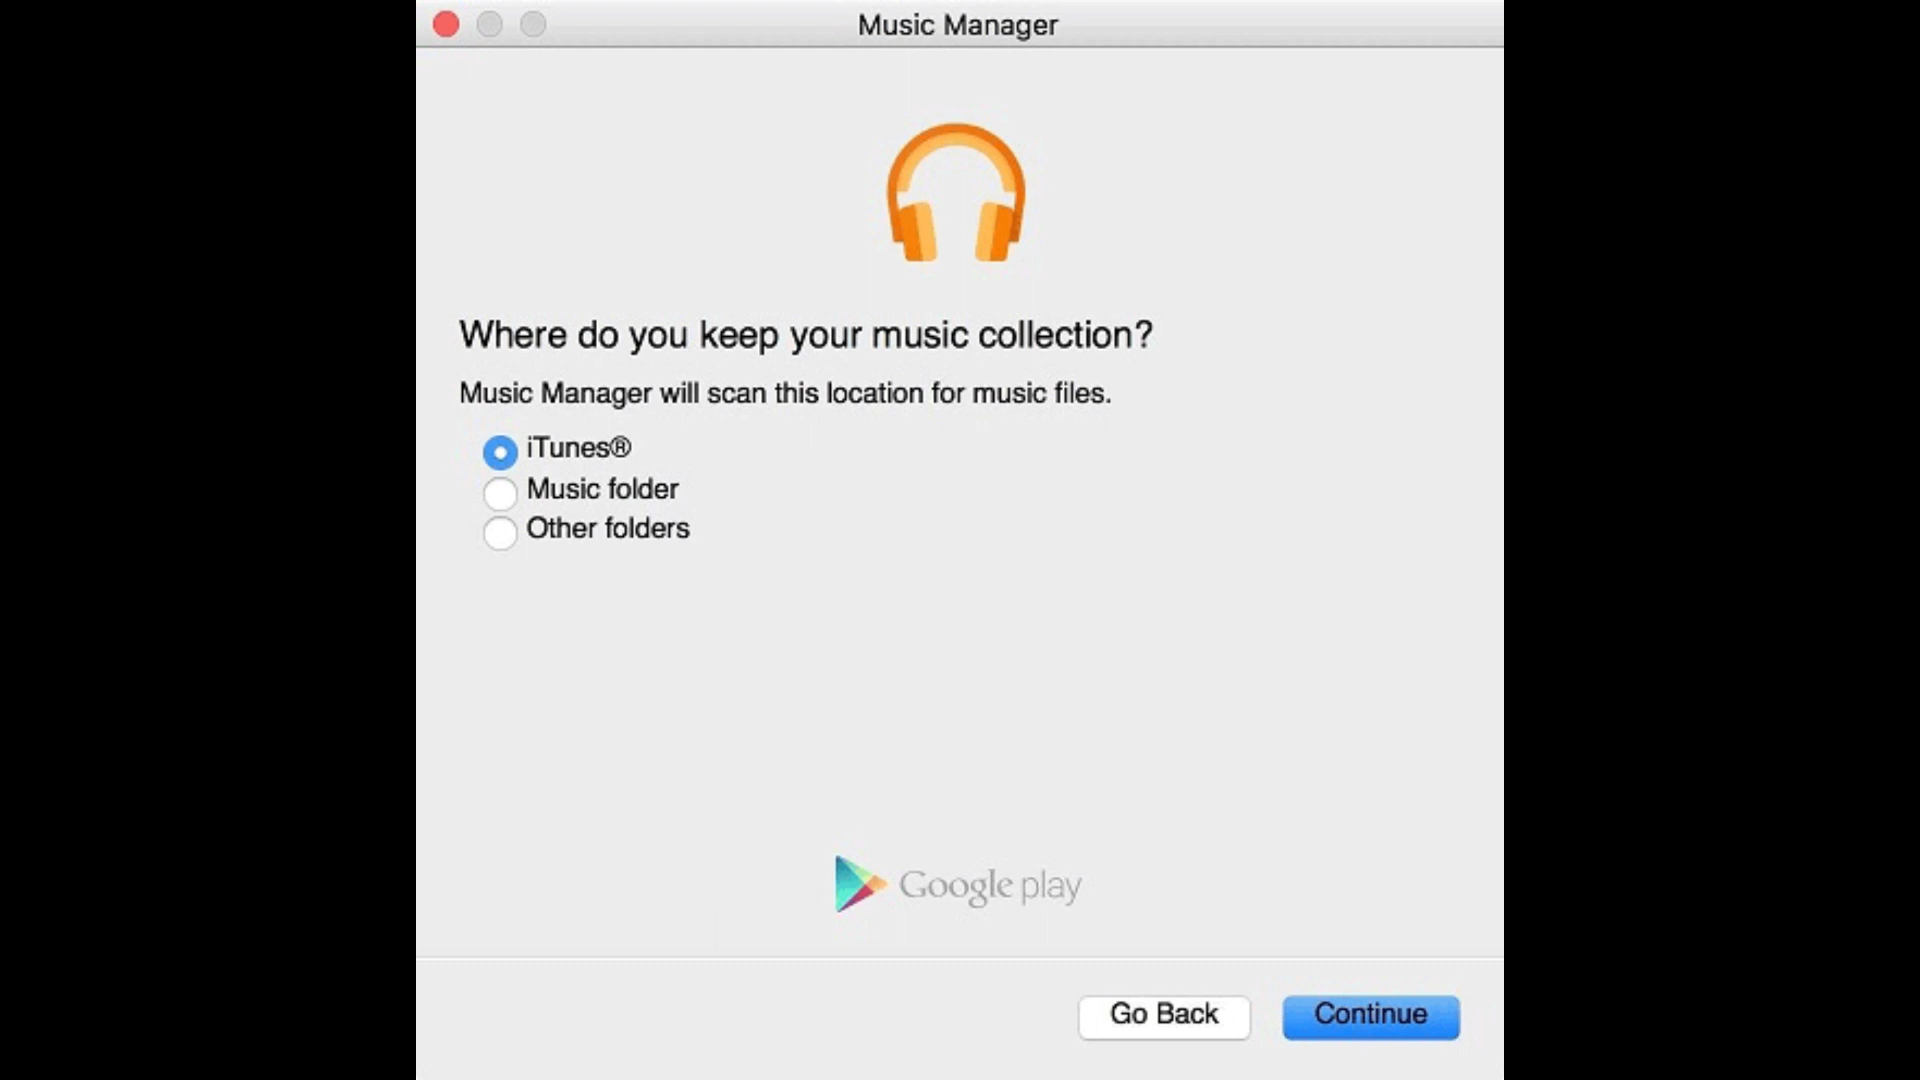 Music Manager
Where do you keep your music collection?
Music Manager will scan this location for music files.
iTunes®
Music folder
Other folders
Google play
Go Back
Continue